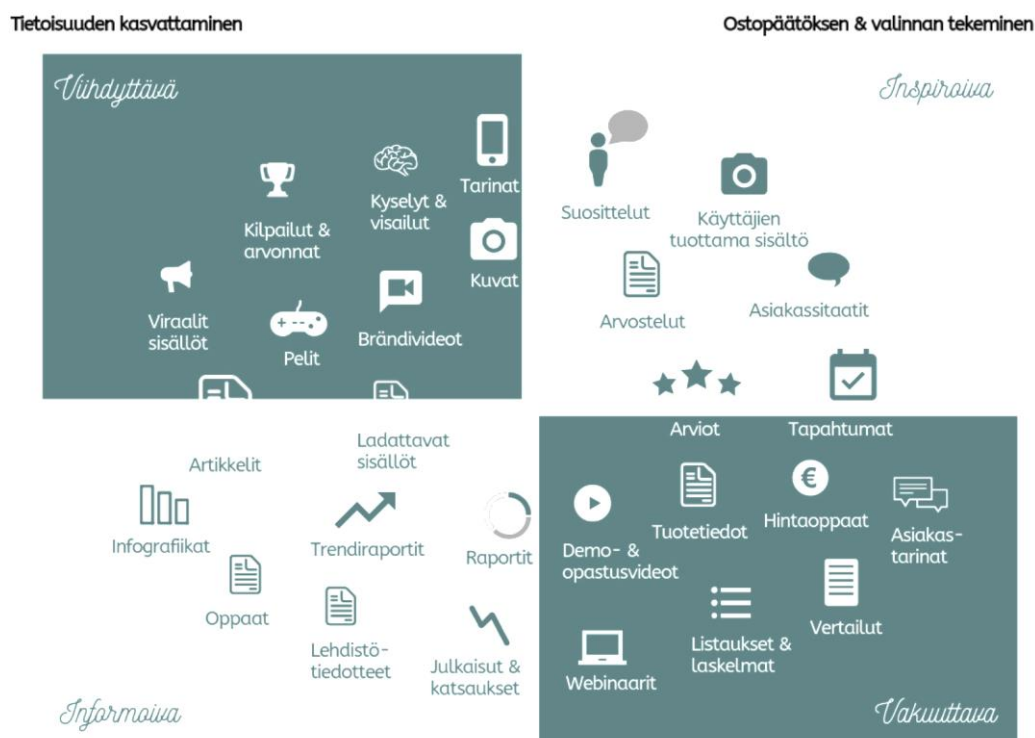 Tietoisuuden kasvattaminen
Ostopäätöksen & valinnan tekeminen
Viihdyttävä
Tarinat
Kyselyt &
visailut
Kilpailut &
arvonnat
Kuvat
Viraalit
sisällöt
Brändivideot
Pelit
Inspiroiva
Suosittelut
Käyttäjien
tuottama sisältö
Arvostelut
Asiakassitaatit
Artikkelit
Ladattavat
sisällöt
Infografiikat
Trendiraportit
Raportit
Oppaat
Lehdistö-
tiedotteet
Julkaisut &
katsaukset
Informoiva
Arviot
Tapahtumat
€
Tuotetiedot
Hintaoppaat
Asiakas-
tarinat
Demo- &
opastusvideot
Vertailut
Listaukset &
laskelmat
Webinaarit
Vakuuttava